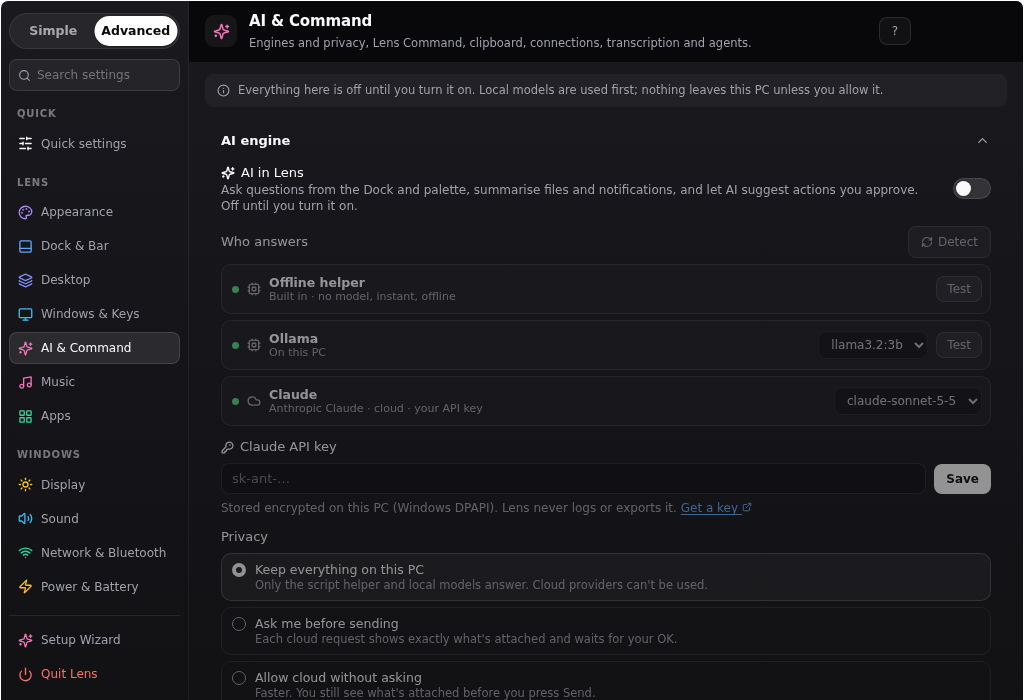 Simple
Advanced
Search settings
QUICK
Quick settings
LENS
Appearance
Dock & Bar
Desktop
Windows & Keys
AI & Command
Music
Apps
WINDOWS
Display
Sound
Network & Bluetooth
Power & Battery
Setup Wizard
Quit Lens
AI & Command
Engines and privacy, Lens Command, clipboard, connections, transcription and agents.
?
Everything here is off until you turn it on. Local models are used first; nothing leaves this PC unless you allow it.
AI engine
AI in Lens
Ask questions from the Dock and palette, summarise files and notifications, and let AI suggest actions you approve.
Off until you turn it on.
Who answers
Detect
Offline helper
Built in · no model, instant, offline
Test
Ollama
On this PC
llama3.2:3b
Test
Claude
Anthropic Claude · cloud · your API key
claude-sonnet-5-5
Claude API key
sk-ant-...
Save
Stored encrypted on this PC (Windows DPAPI). Lens never logs or exports it. Get a key
Privacy
Keep everything on this PC
Only the script helper and local models answer. Cloud providers can't be used.
Ask me before sending
Each cloud request shows exactly what's attached and waits for your OK.
Allow cloud without asking
Faster. You still see what's attached before you press Send.